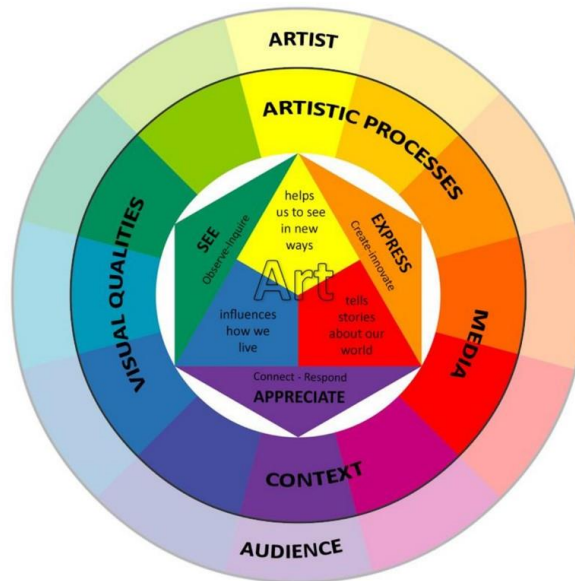 ARTIST
ARTISTIC PROCESSES
helps
us to see
in new
ways
SEE
Observe-Inquire
EXPRESS
Create-innovate
VISUAL QUALITIES
Art
influences
how we
live
tells
stories
about our
world
MEDIA
Connect - Respond
APPRECIATE
CONTEXT
AUDIENCE